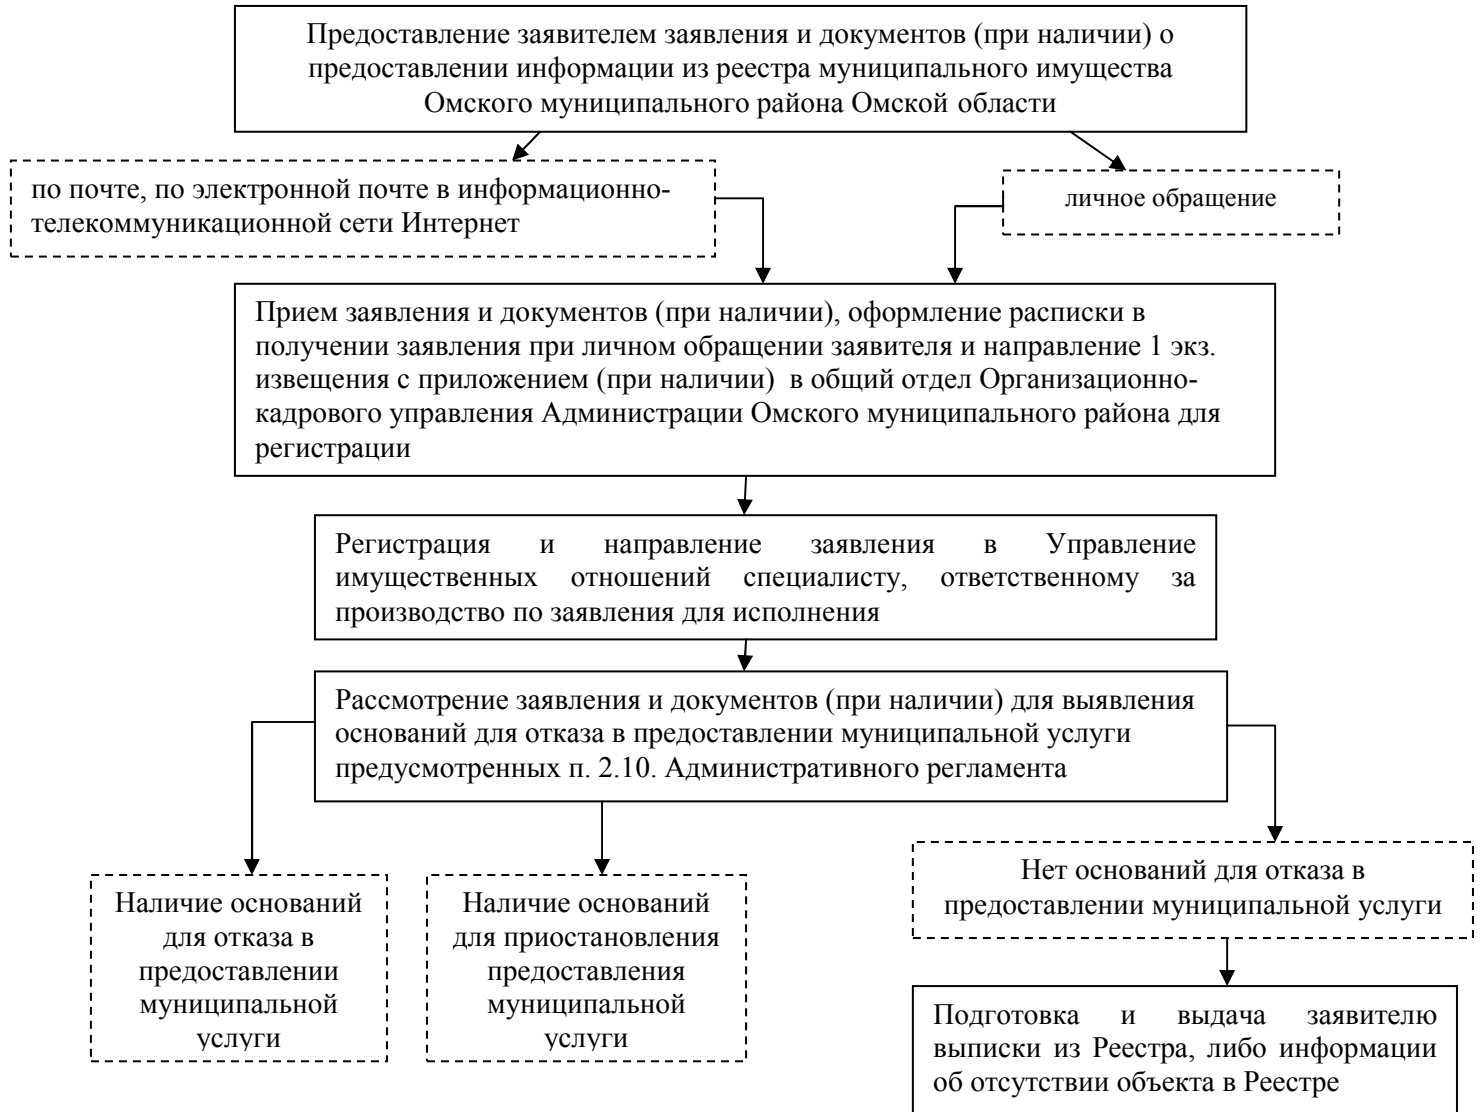 Предоставление заявителем заявления и документов (при наличии) о
предоставлении информации из реестра муниципального имущества
Омского муниципального района Омской области
по почте, по электронной почте в информационно-
телекоммуникационной сети Интернет
личное обращение
Прием заявления и документов (при наличии), оформление расписки в
получении заявления при личном обращении заявителя и направление 1 экз.
извещения с приложением (при наличии) в общий отдел Организационно-
кадрового управления Администрации Омского муниципального района для
регистрации
Регистрация и направление заявления в Управление
имущественных отношений специалисту, ответственному за
производство по заявления для исполнения
Рассмотрение заявления и документов (при наличии) для выявления
оснований для отказа в предоставлении муниципальной услуги
предусмотренных п. 2.10. Административного регламента
Наличие оснований
для отказа в
предоставлении
муниципальной
услуги
Наличие оснований
для приостановления
предоставления
муниципальной
услуги
Нет оснований для отказа в
предоставлении муниципальной услуги
Подготовка и выдача заявителю
выписки из Реестра, либо информации
об отсутствии объекта в Реестре